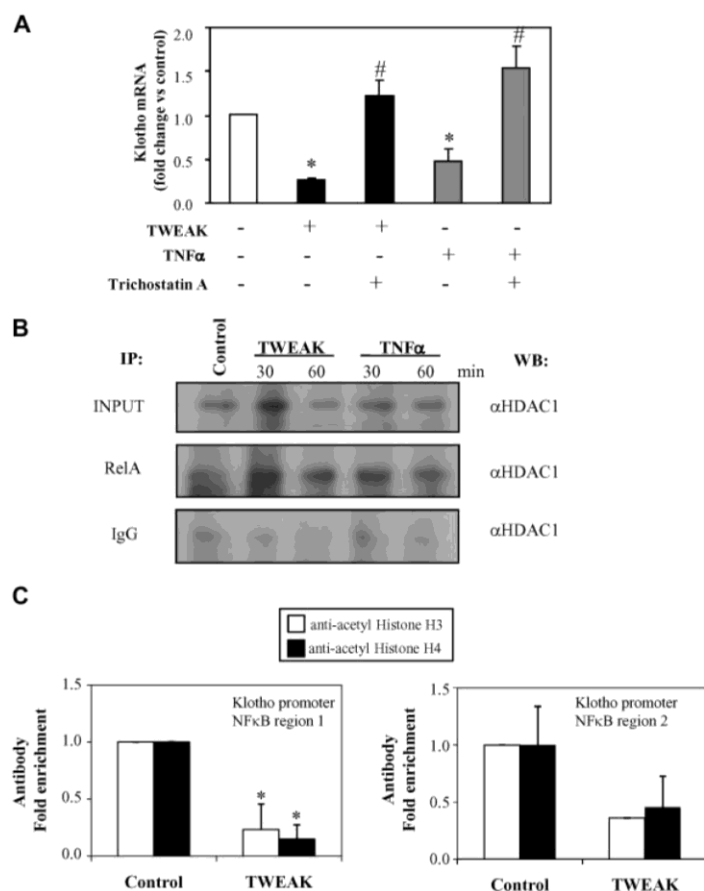 A
Klotho mRNA
(fold change vs control)
2.0
1.5
1.0
0.5
0.0
*
#
*
#
TWEAK - + + - -
TNFα - - - + +
Trichostatin A - - + - +
B
IP: Control TWEAK TNFα WB:
30 60 30 60 min
INPUT αHDAC1
RelA αHDAC1
IgG αHDAC1
C
anti-acetyl Histone H3
anti-acetyl Histone H4
Antibody
Fold enrichment
1.5
1.0
0.5
0.0
Klotho promoter
NFκB region 1
* *
Control TWEAK
Antibody
Fold enrichment
1.5
1.0
0.5
0.0
Klotho promoter
NFκB region 2
Control TWEAK